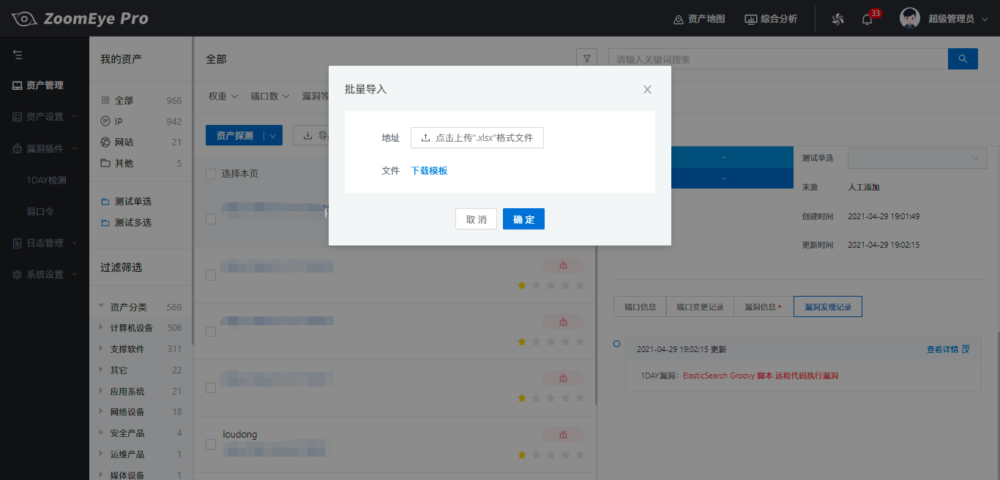 ZoomEye Pro
资产地图
综合分析
33
超级管理员
资产管理
资产设置
漏洞插件
1DAY检测
弱口令
日志管理
系统设置
我的资产
全部 968
IP 942
网站 21
其他 5
测试单选
测试多选
过滤筛选
资产分类 569
计算机设备 506
支撑软件 311
其它 22
应用系统 21
网络设备 18
安全产品 4
运维产品 1
媒体设备 1
全部
请输入关键词搜索
权重
端口数
漏洞等
资产探测
选择本页
loudong
批量导入
地址
点击上传".xlsx"格式文件
文件
下载模板
取 消
确 定
-
-
测试单选
来源 人工添加
创建时间 2021-04-29 19:01:49
更新时间 2021-04-29 19:02:15
端口信息
端口变更记录
漏洞信息
漏洞发现记录
2021-04-29 19:02:15 更新
查看详情
1DAY漏洞: ElasticSearch Groovy 脚本 远程代码执行漏洞